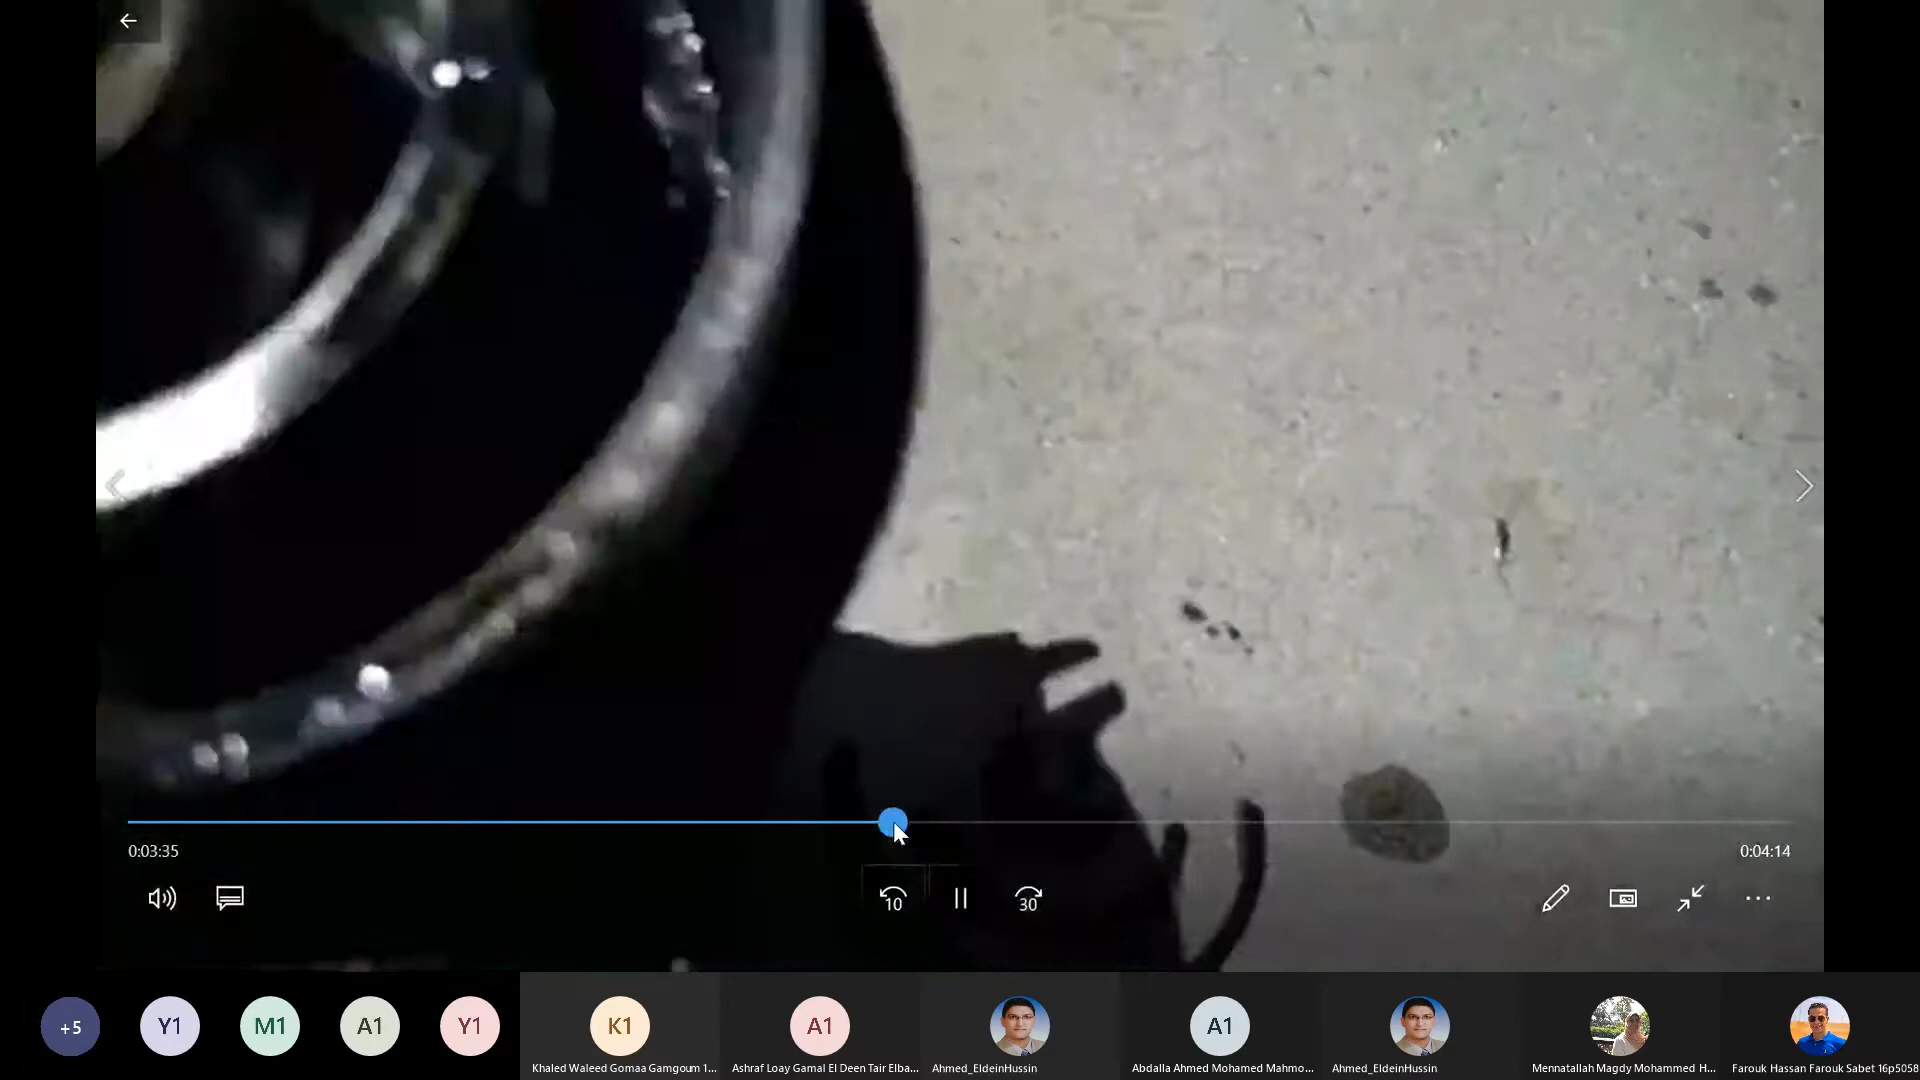 0:03:35
0:04:14
10
30
+5
Y1
M1
A1
Y1
K1
A1
A1
Khaled Waleed Gomaa Gamgoum 1...
Ashraf Loay Gamal El Deen Tair Elba...
Ahmed_EldeinHussin
Abdalla Ahmed Mohamed Mahmo...
Ahmed_EldeinHussin
Mennatallah Magdy Mohammed H...
Farouk Hassan Farouk Sabet 16p5058